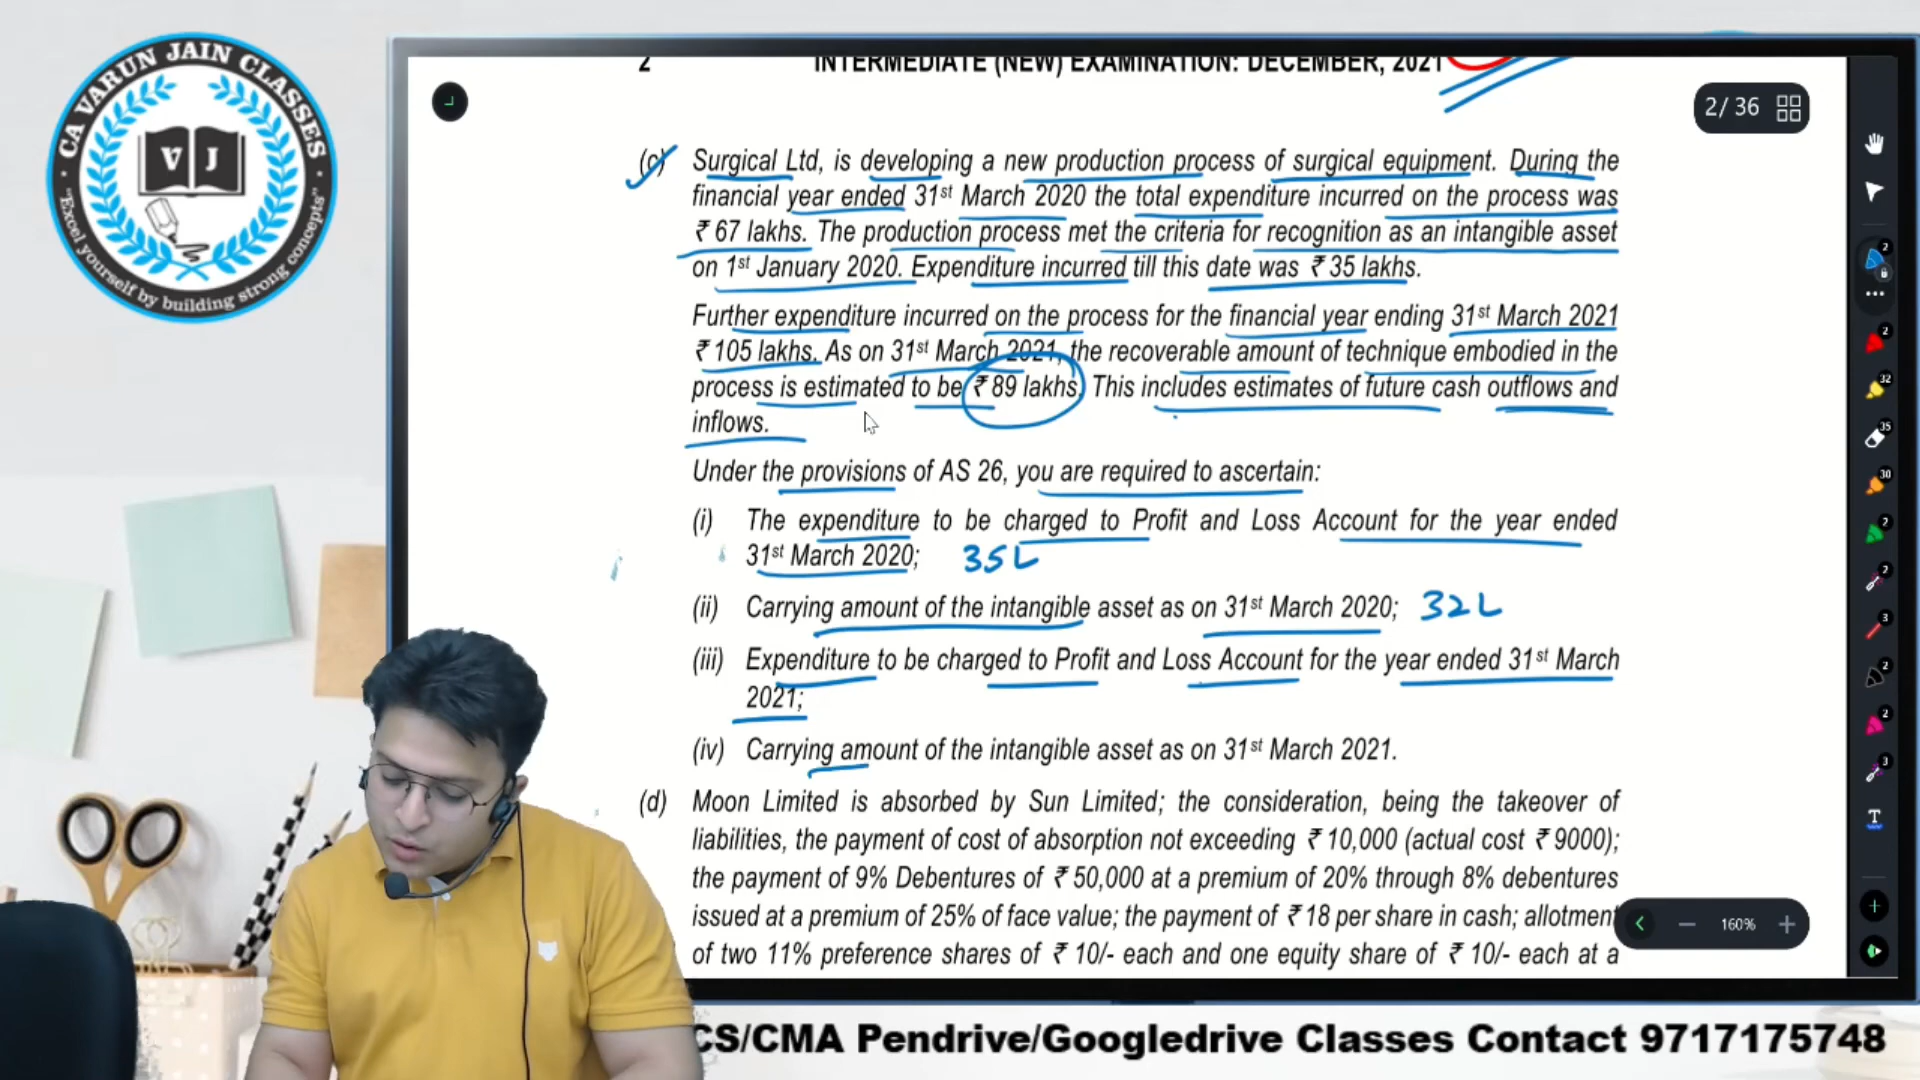 CA VARUN JAIN CLASSES
V J
"Excel yourself by building strong concepts"
2 INTERMEDIATE (NEW) EXAMINATION: DECEMBER, 2021
2/ 36
(c) Surgical Ltd, is developing a new production process of surgical equipment. During the
financial year ended 31st March 2020 the total expenditure incurred on the process was
₹ 67 lakhs. The production process met the criteria for recognition as an intangible asset
on 1st January 2020. Expenditure incurred till this date was ₹ 35 lakhs.
Further expenditure incurred on the process for the financial year ending 31st March 2021
₹ 105 lakhs. As on 31st March 2021, the recoverable amount of technique embodied in the
process is estimated to be ₹ 89 lakhs. This includes estimates of future cash outflows and
inflows.
Under the provisions of AS 26, you are required to ascertain:
(i) The expenditure to be charged to Profit and Loss Account for the year ended
31st March 2020; 35L
(ii) Carrying amount of the intangible asset as on 31st March 2020; 32L
(iii) Expenditure to be charged to Profit and Loss Account for the year ended 31st March
2021;
(iv) Carrying amount of the intangible asset as on 31st March 2021.
(d) Moon Limited is absorbed by Sun Limited; the consideration, being the takeover of
liabilities, the payment of cost of absorption not exceeding ₹ 10,000 (actual cost ₹ 9000);
the payment of 9% Debentures of ₹ 50,000 at a premium of 20% through 8% debentures
issued at a premium of 25% of face value; the payment of ₹ 18 per share in cash; allotment
of two 11% preference shares of ₹ 10/- each and one equity share of ₹ 10/- each at a
160%
2
2
32
35
30
2
2
3
2
2
3
T
CS/CMA Pendrive/Googledrive Classes Contact 9717175748